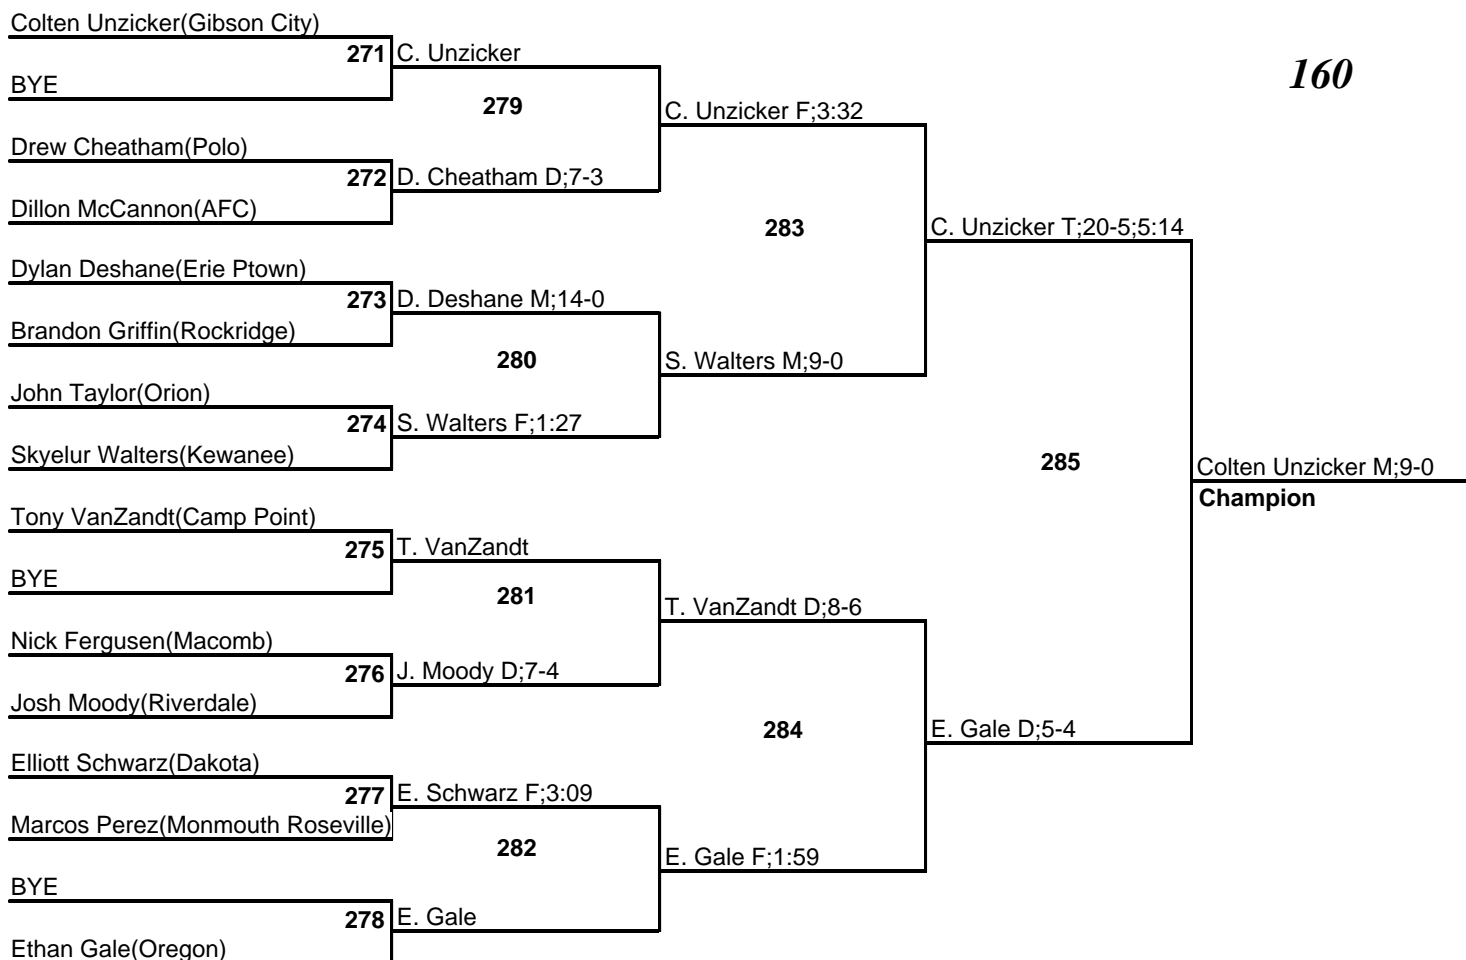 Colten Unzicker(Gibson City)
271 C. Unzicker
160
BYE
279
C. Unzicker F;3:32
Drew Cheatham(Polo)
272 D. Cheatham D;7-3
Dillon McCannon(AFC)
283
C. Unzicker T;20-5;5:14
Dylan Deshane(Erie Ptown)
273 D. Deshane M;14-0
Brandon Griffin(Rockridge)
280
S. Walters M;9-0
John Taylor(Orion)
274 S. Walters F;1:27
Skyelur Walters(Kewanee)
285
Colten Unzicker M;9-0
Champion
Tony VanZandt(Camp Point)
275 T. VanZandt
BYE
281
T. VanZandt D;8-6
Nick Fergusen(Macomb)
276 J. Moody D;7-4
Josh Moody(Riverdale)
284
E. Gale D;5-4
Elliott Schwarz(Dakota)
277 E. Schwarz F;3:09
Marcos Perez(Monmouth Roseville)
282
E. Gale F;1:59
BYE
278 E. Gale
Ethan Gale(Oregon)